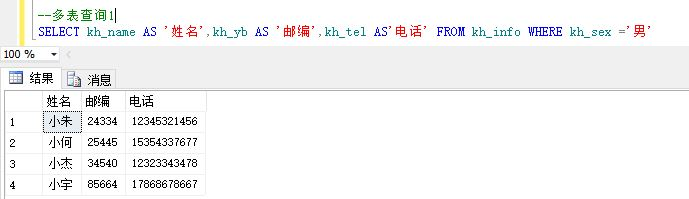 --多表查询1
SELECT kh_name AS '姓名',kh_yb AS '邮编',kh_tel AS'电话' FROM kh_info WHERE kh_sex ='男'
100 %
结果 消息
姓名 邮编 电话
1 小朱 24334 12345321456
2 小何 25445 15354337677
3 小杰 34540 12323343478
4 小宇 85664 17868678667